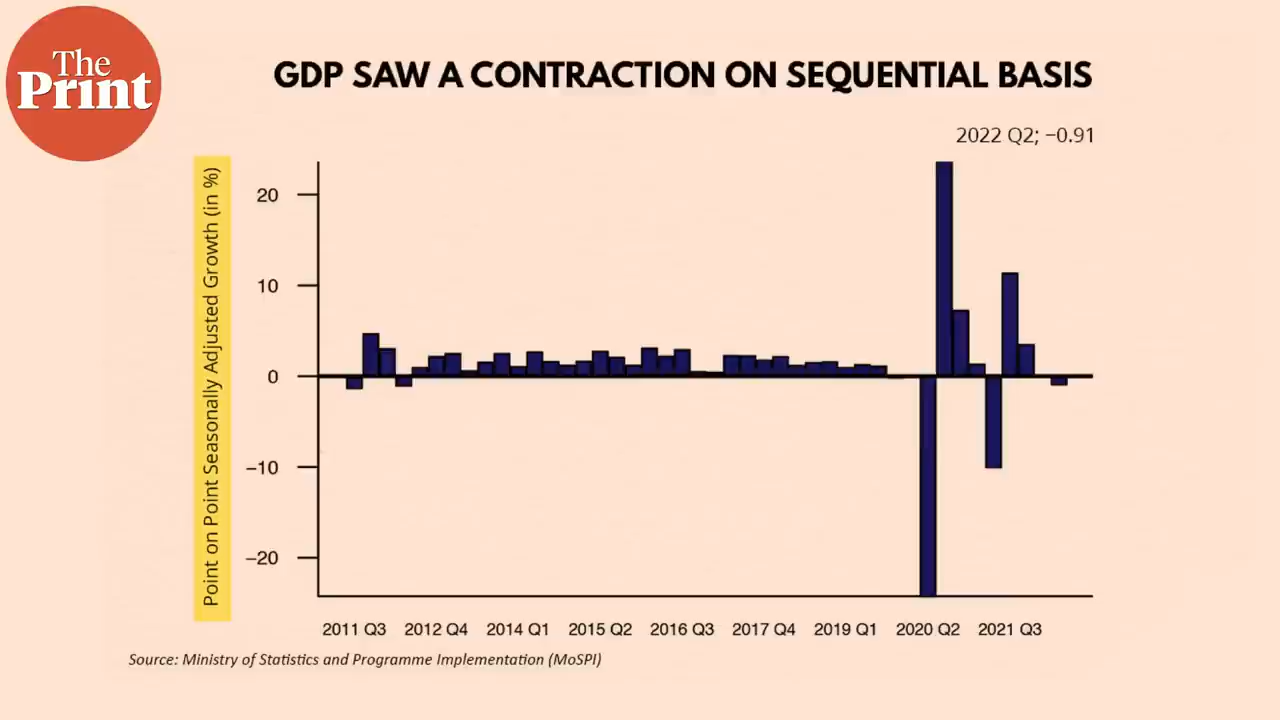 The
Print
GDP SAW A CONTRACTION ON SEQUENTIAL BASIS
2022 Q2; −0.91
Point on Point Seasonally Adjusted Growth (in %)
20
10
0
−10
−20
2011 Q3 2012 Q4 2014 Q1 2015 Q2 2016 Q3 2017 Q4 2019 Q1 2020 Q2 2021 Q3
Source: Ministry of Statistics and Programme Implementation (MoSPI)